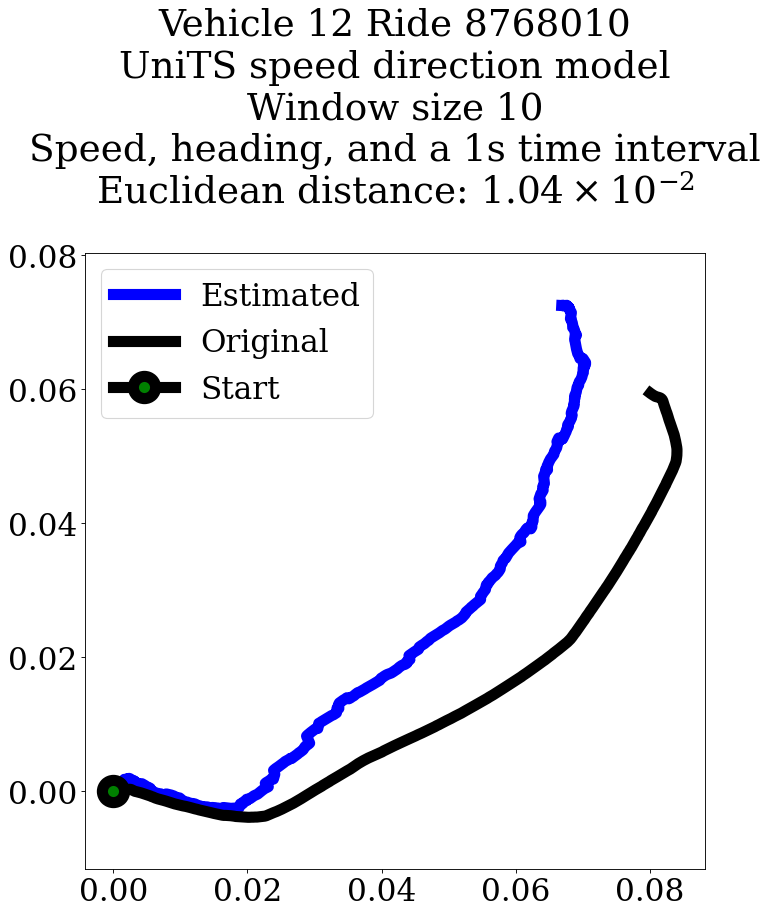 Vehicle 12 Ride 8768010
UniTS speed direction model
Window size 10
Speed, heading, and a 1s time interval
Euclidean distance: 1.04 × 10⁻²
0.08
Estimated
Original
Start
0.06
0.04
0.02
0.00
0.00 0.02 0.04 0.06 0.08